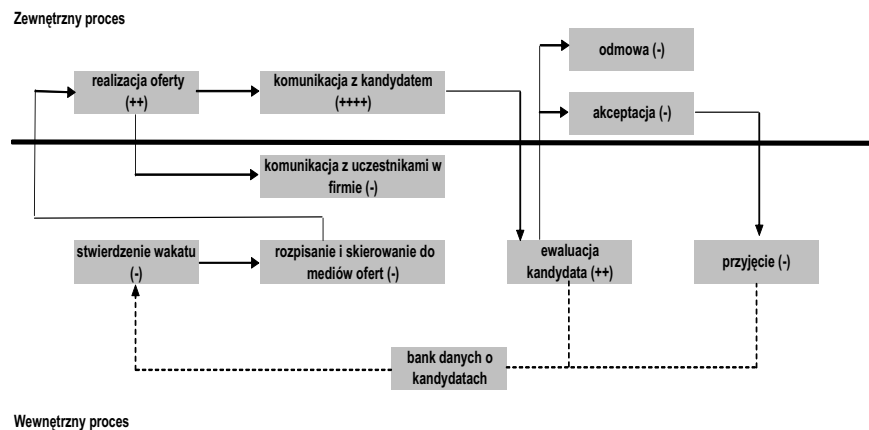 Zewnętrzny proces
odmowa (-)
realizacja oferty
(++)
komunikacja z kandydatem
(++++)
akceptacja (-)
komunikacja z uczestnikami w
firmie (-)
stwierdzenie wakatu
(-)
rozpisanie i skierowanie do
mediów ofert (-)
ewaluacja
kandydata (++)
przyjęcie (-)
bank danych o
kandydatach
Wewnętrzny proces